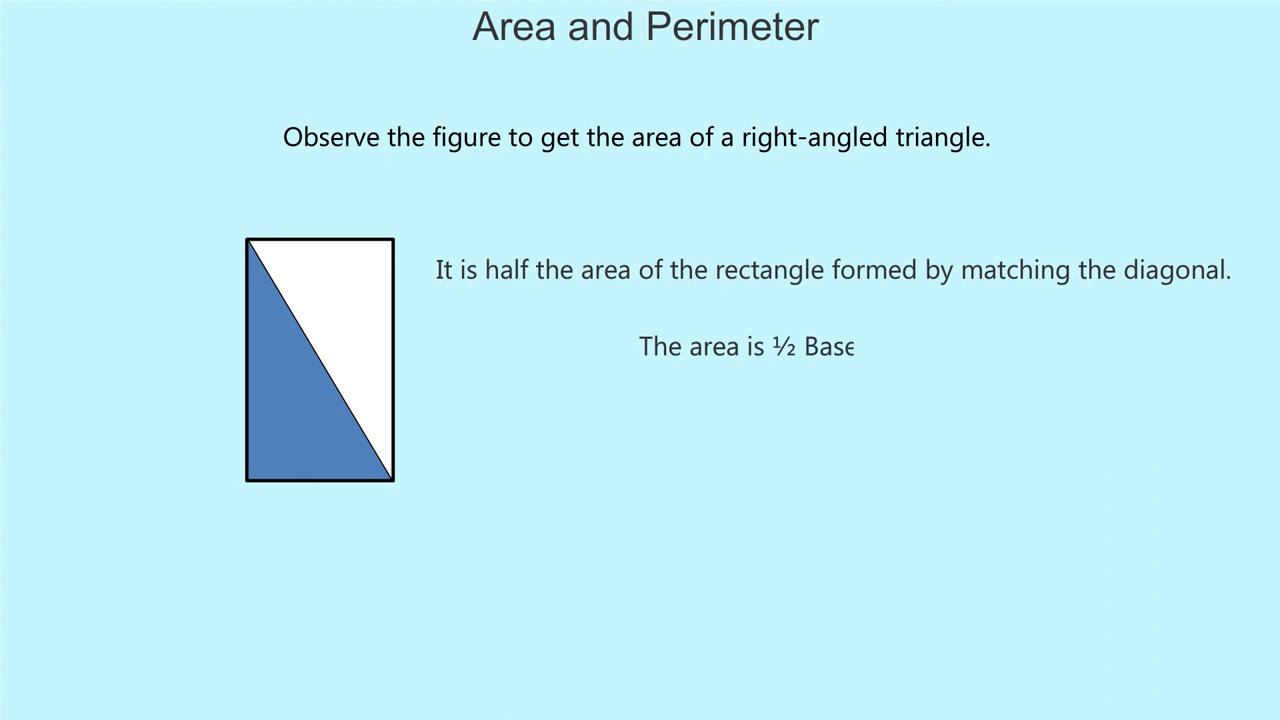 Area and Perimeter
Observe the figure to get the area of a right-angled triangle.
It is half the area of the rectangle formed by matching the diagonal.
The area is ½ Base